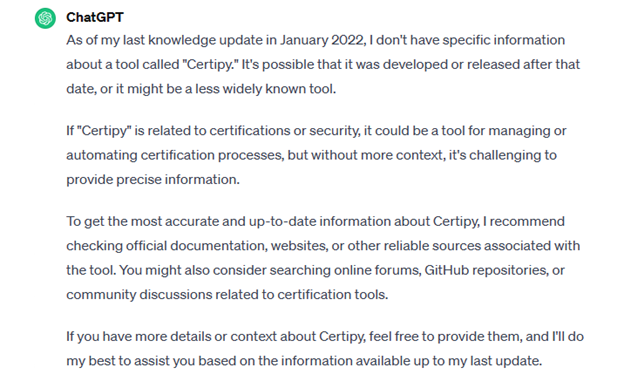 ChatGPT
As of my last knowledge update in January 2022, I don't have specific information
about a tool called "Certipy." It's possible that it was developed or released after that
date, or it might be a less widely known tool.
If "Certipy" is related to certifications or security, it could be a tool for managing or
automating certification processes, but without more context, it's challenging to
provide precise information.
To get the most accurate and up-to-date information about Certipy, I recommend
checking official documentation, websites, or other reliable sources associated with
the tool. You might also consider searching online forums, GitHub repositories, or
community discussions related to certification tools.
If you have more details or context about Certipy, feel free to provide them, and I'll do
my best to assist you based on the information available up to my last update.